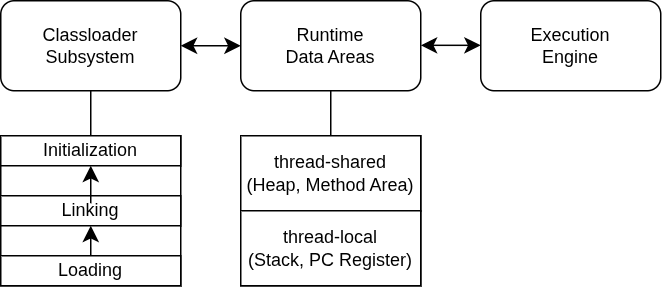 Classloader
Subsystem
Runtime
Data Areas
Execution
Engine
Initialization
Linking
Loading
thread-shared
(Heap, Method Area)
thread-local
(Stack, PC Register)